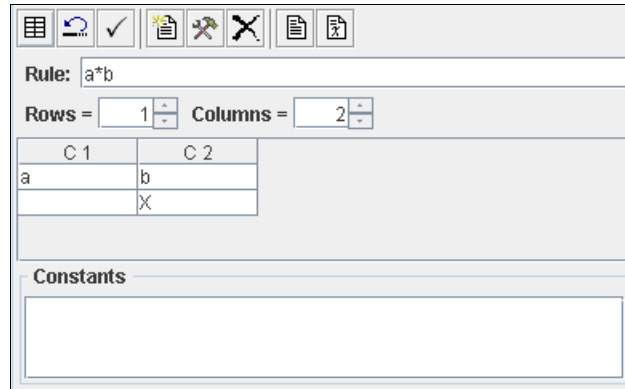 Rule: a*b
Rows = 1 Columns = 2
C 1 C 2
a b
X
Constants